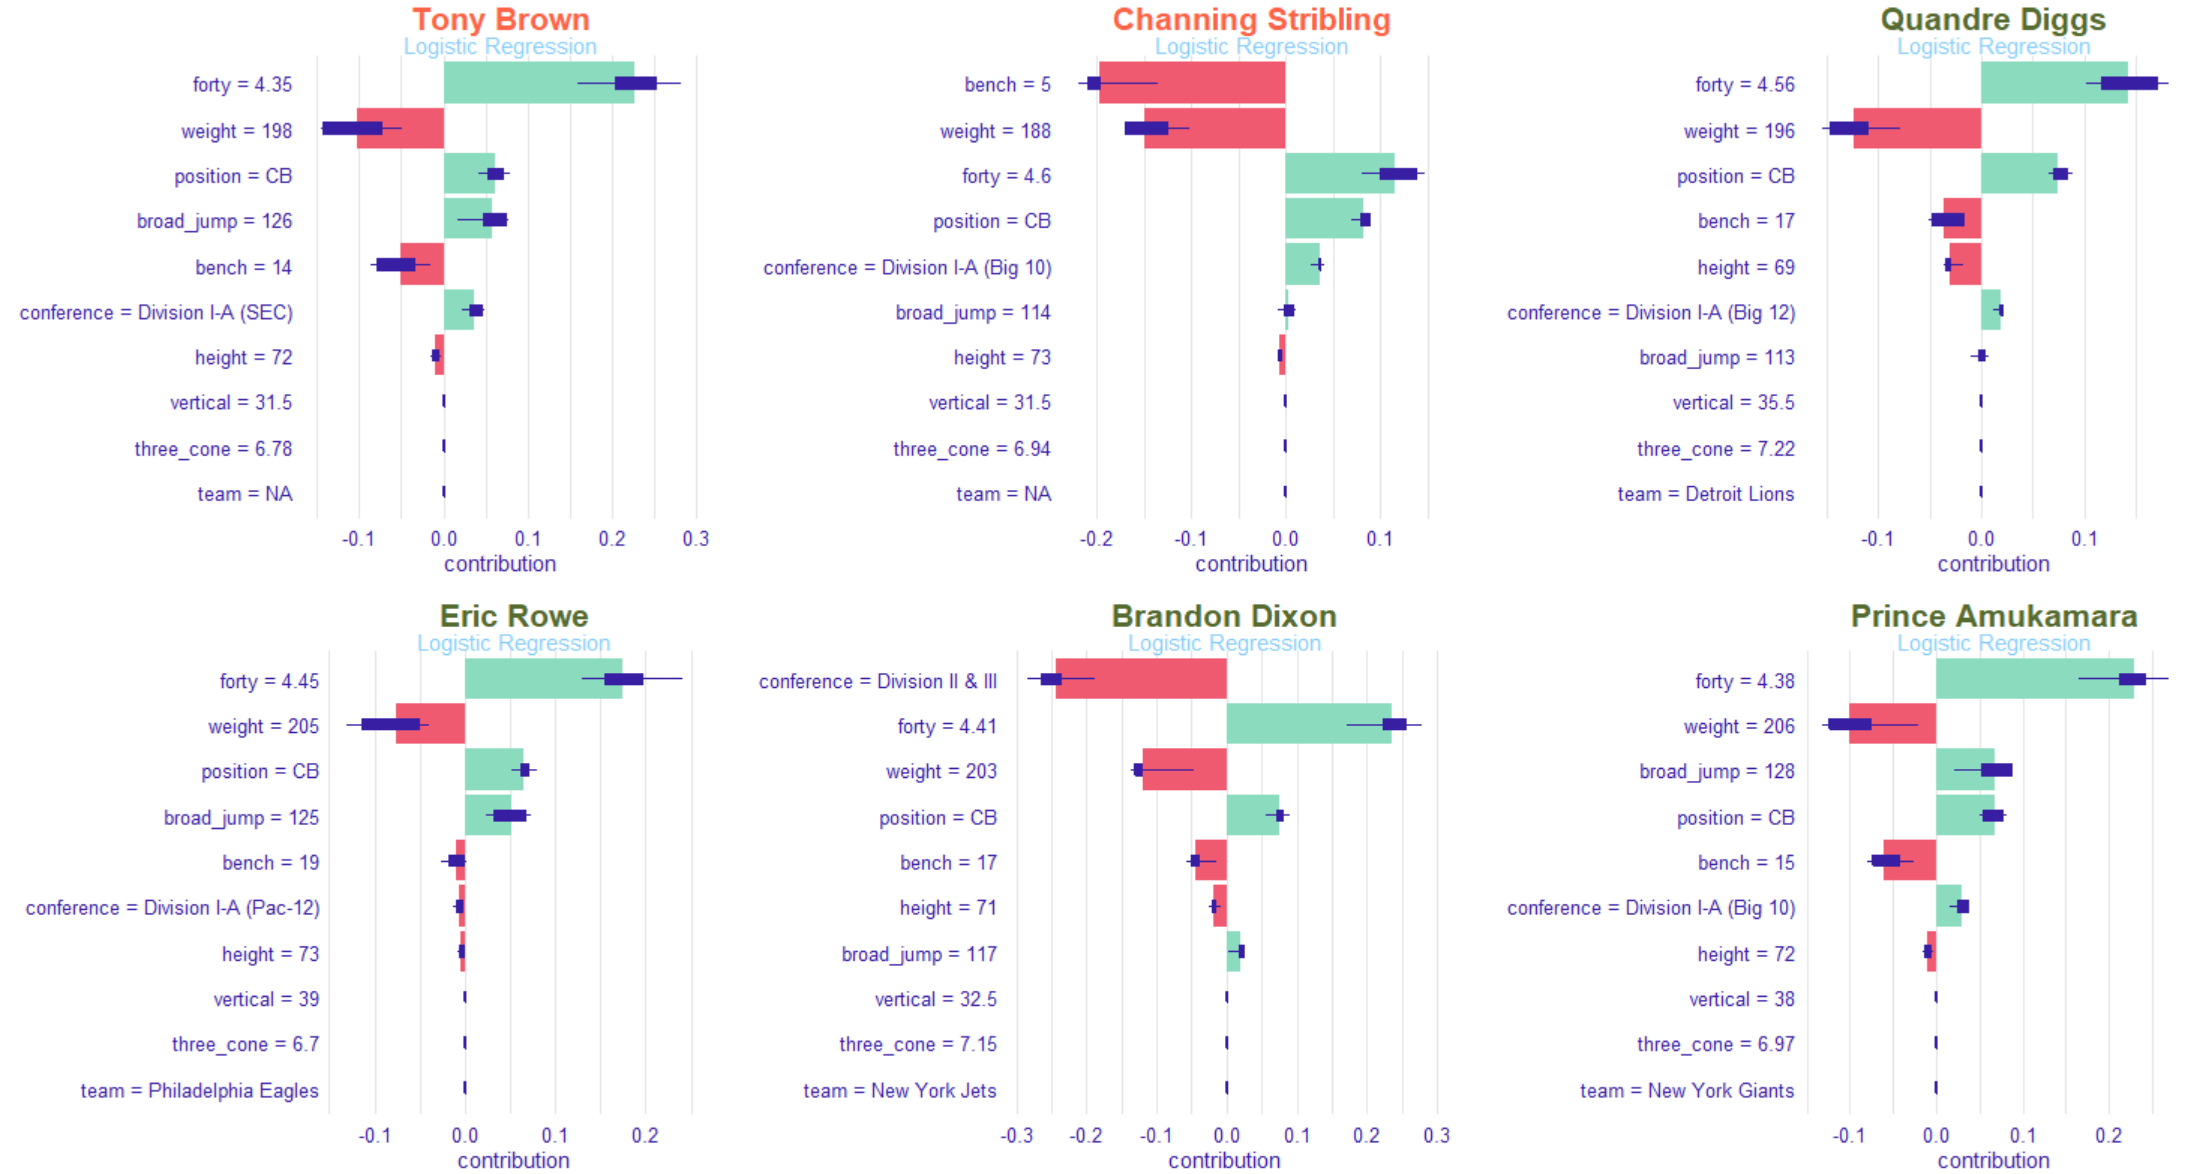 Tony Brown
Logistic Regression
forty = 4.35
weight = 198
position = CB
broad_jump = 126
bench = 14
conference = Division I-A (SEC)
height = 72
vertical = 31.5
three_cone = 6.78
team = NA
-0.1 0.0 0.1 0.2 0.3
contribution
Channing Stribling
Logistic Regression
bench = 5
weight = 188
forty = 4.6
position = CB
conference = Division I-A (Big 10)
broad_jump = 114
height = 73
vertical = 31.5
three_cone = 6.94
team = NA
-0.2 -0.1 0.0 0.1
contribution
Quandre Diggs
Logistic Regression
forty = 4.56
weight = 196
position = CB
bench = 17
height = 69
conference = Division I-A (Big 12)
broad_jump = 113
vertical = 35.5
three_cone = 7.22
team = Detroit Lions
-0.1 0.0 0.1
contribution
Eric Rowe
Logistic Regression
forty = 4.45
weight = 205
position = CB
broad_jump = 125
bench = 19
conference = Division I-A (Pac-12)
height = 73
vertical = 39
three_cone = 6.7
team = Philadelphia Eagles
-0.1 0.0 0.1 0.2
contribution
Brandon Dixon
Logistic Regression
conference = Division II & III
forty = 4.41
weight = 203
position = CB
bench = 17
height = 71
broad_jump = 117
vertical = 32.5
three_cone = 7.15
team = New York Jets
-0.3 -0.2 -0.1 0.0 0.1 0.2 0.3
contribution
Prince Amukamara
Logistic Regression
forty = 4.38
weight = 206
broad_jump = 128
position = CB
bench = 15
conference = Division I-A (Big 10)
height = 72
vertical = 38
three_cone = 6.97
team = New York Giants
-0.1 0.0 0.1 0.2
contribution